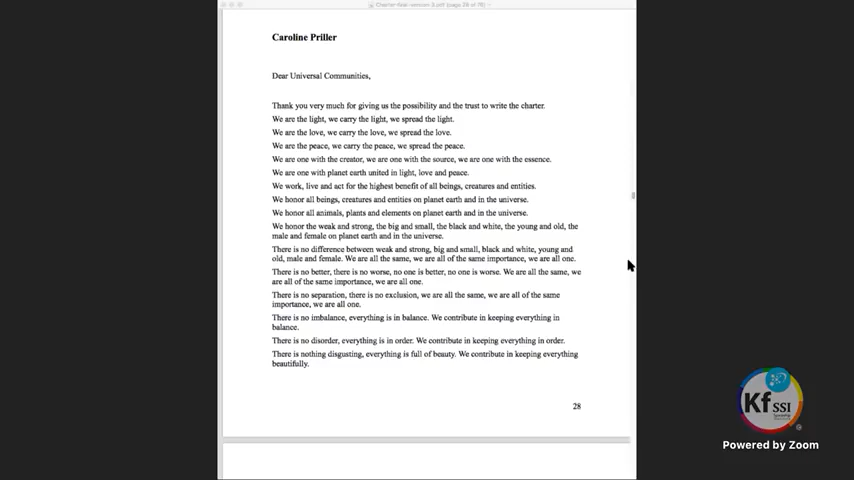 Charter-final-version-3.pdf (page 28 of 78)
Caroline Priller
Dear Universal Communities,
Thank you very much for giving us the possibility and the trust to write the charter.
We are the light, we carry the light, we spread the light.
We are the love, we carry the love, we spread the love.
We are the peace, we carry the peace, we spread the peace.
We are one with the creator, we are one with the source, we are one with the essence.
We are one with planet earth united in light, love and peace.
We work, live and act for the highest benefit of all beings, creatures and entities.
We honor all beings, creatures and entities on planet earth and in the universe.
We honor all animals, plants and elements on planet earth and in the universe.
We honor the weak and strong, the big and small, the black and white, the young and old, the
male and female on planet earth and in the universe.
There is no difference between weak and strong, big and small, black and white, young and
old, male and female. We are all the same, we are all of the same importance, we are all one.
There is no better, there is no worse, no one is better, no one is worse. We are all the same, we
are all of the same importance, we are all one.
There is no separation, there is no exclusion, we are all the same, we are all of the same
importance, we are all one.
There is no imbalance, everything is in balance. We contribute in keeping everything in
balance.
There is no disorder, everything is in order. We contribute in keeping everything in order.
There is nothing disgusting, everything is full of beauty. We contribute in keeping everything
beautifully.
28
Kf SSI
Powered by Zoom